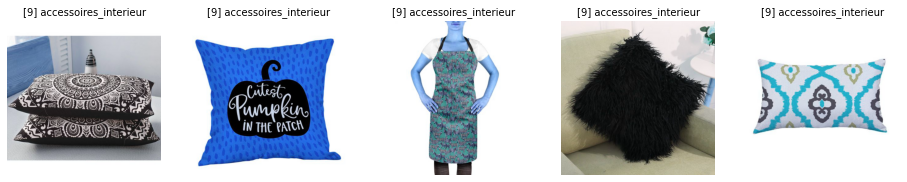 [9] accessoires_interieur
[9] accessoires_interieur
[9] accessoires_interieur
[9] accessoires_interieur
[9] accessoires_interieur
Cutest
Pumpkin
IN THE PATCH